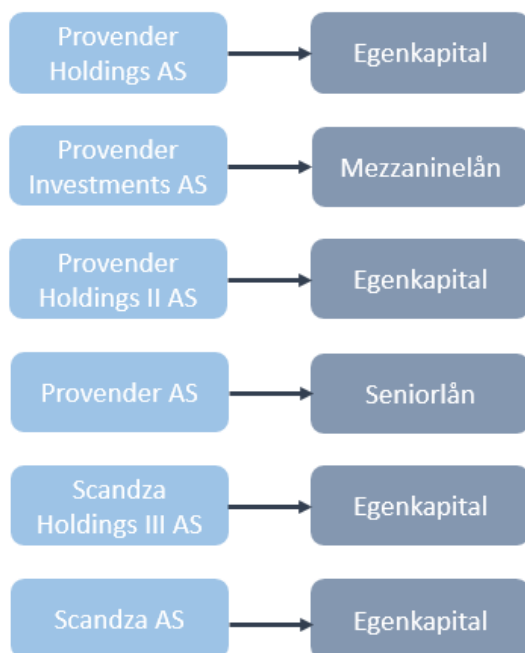 Provender
Holdings AS
Egenkapital
Provender
Investments AS
Mezzaninelån
Provender
Holdings II AS
Egenkapital
Provender AS
Seniorlån
Scandza
Holdings III AS
Egenkapital
Scandza AS
Egenkapital